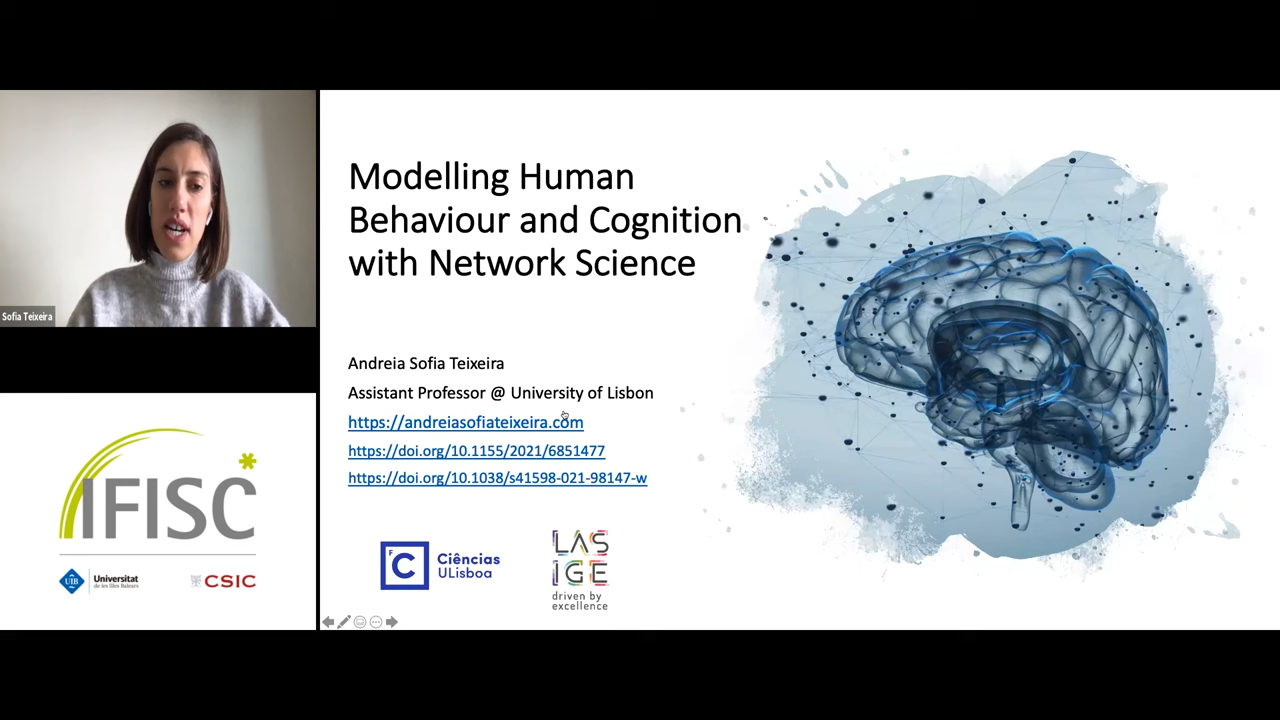 Sofia Teixeira
IFISC
UIB
Universitat
de les Illes Balears
CSIC
Modelling Human
Behaviour and Cognition
with Network Science
Andreia Sofia Teixeira
Assistant Professor @ University of Lisbon
https://andreiasofiateixeira.com
https://doi.org/10.1155/2021/6851477
https://doi.org/10.1038/s41598-021-98147-w
F
C
Ciências
ULisboa
LAS
IGE
driven by
excellence